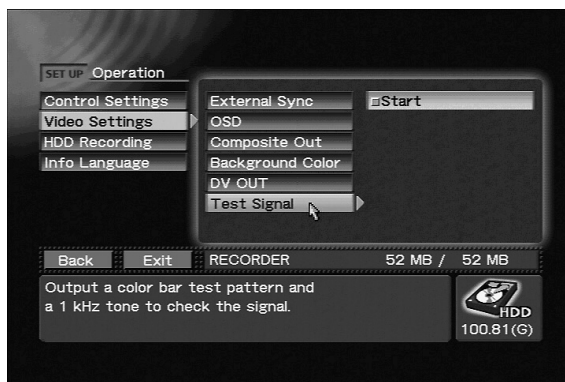 SET UP Operation
Control Settings
Video Settings
HDD Recording
Info Language
External Sync
OSD
Composite Out
Background Color
DV OUT
Test Signal
Start
Back Exit RECORDER 52 MB / 52 MB
Output a color bar test pattern and
a 1 kHz tone to check the signal.
HDD
100.81(G)